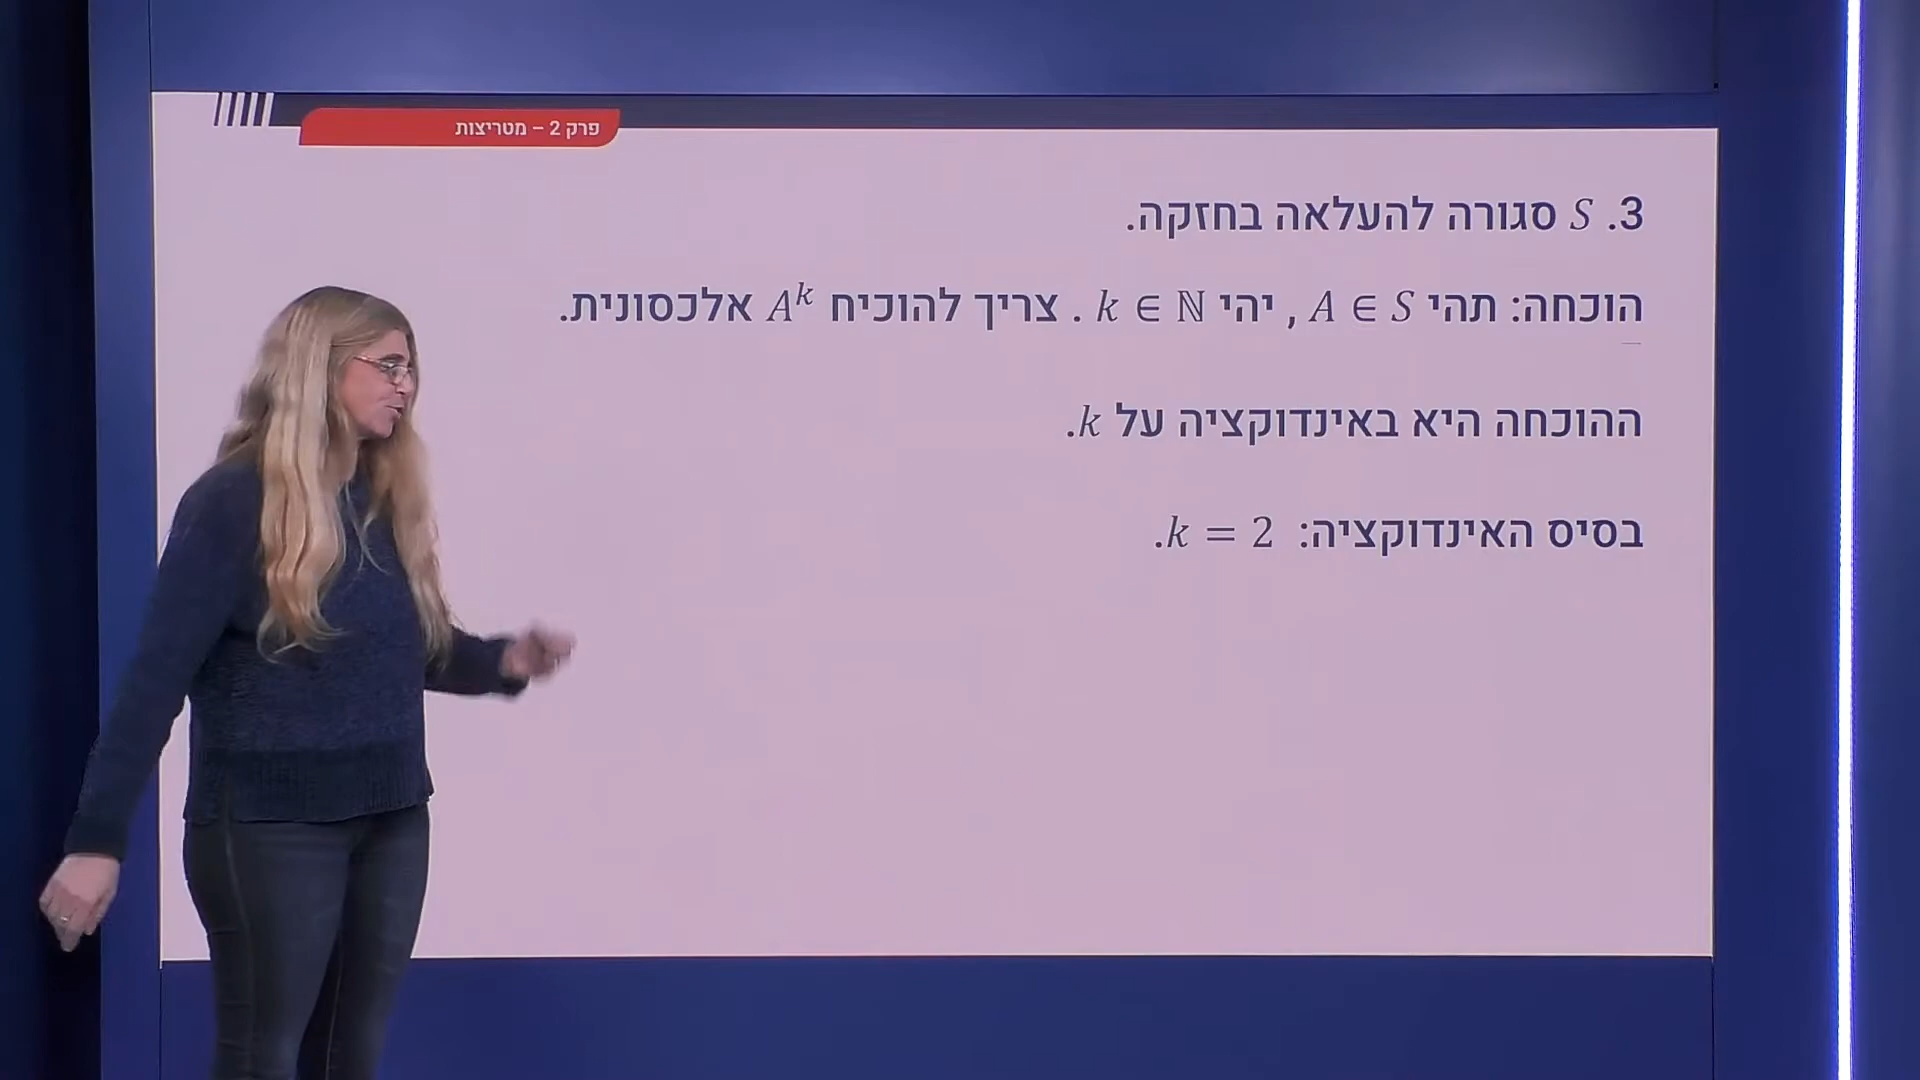 פרק 2 – מטריצות
3. S סגורה להעלאה בחזקה.
הוכחה: תהי A ∈ S , יהי k ∈ ℕ . צריך להוכיח Aᵏ אלכסונית.
ההוכחה היא באינדוקציה על k.
בסיס האינדוקציה: k = 2.